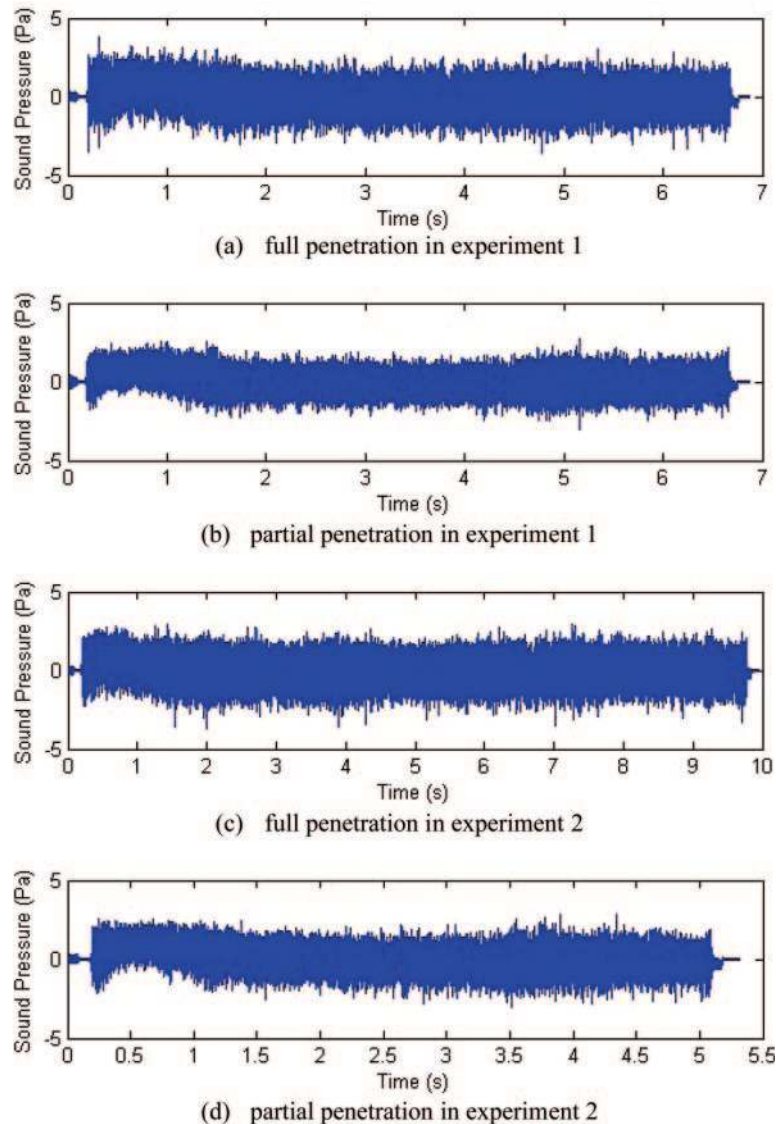 Sound Pressure (Pa)
5
0
-5
0 1 2 3 4 5 6 7
Time (s)
(a) full penetration in experiment 1
Sound Pressure (Pa)
5
0
-5
0 1 2 3 4 5 6 7
Time (s)
(b) partial penetration in experiment 1
Sound Pressure (Pa)
5
0
-5
0 1 2 3 4 5 6 7 8 9 10
Time (s)
(c) full penetration in experiment 2
Sound Pressure (Pa)
5
0
-5
0 0.5 1 1.5 2 2.5 3 3.5 4 4.5 5 5.5
Time (s)
(d) partial penetration in experiment 2